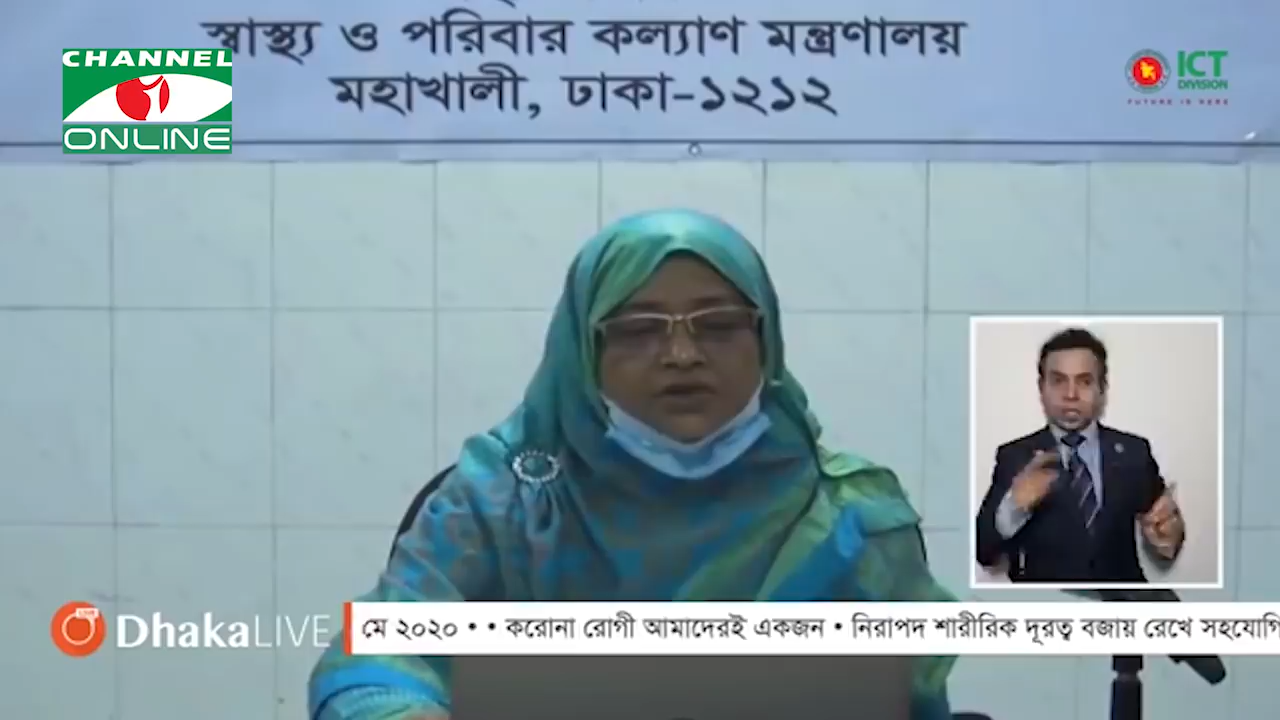 স্বাস্থ্য ও পরিবার কল্যাণ মন্ত্রণালয়
মহাখালী, ঢাকা-১২১২
CHANNEL
ONLINE
ICT
DIVISION
FUTURE IS HERE
LIVE
DhakaLIVE
মে ২০২০ • • করোনা রোগী আমাদেরই একজন • নিরাপদ শারীরিক দূরত্ব বজায় রেখে সহযোগি